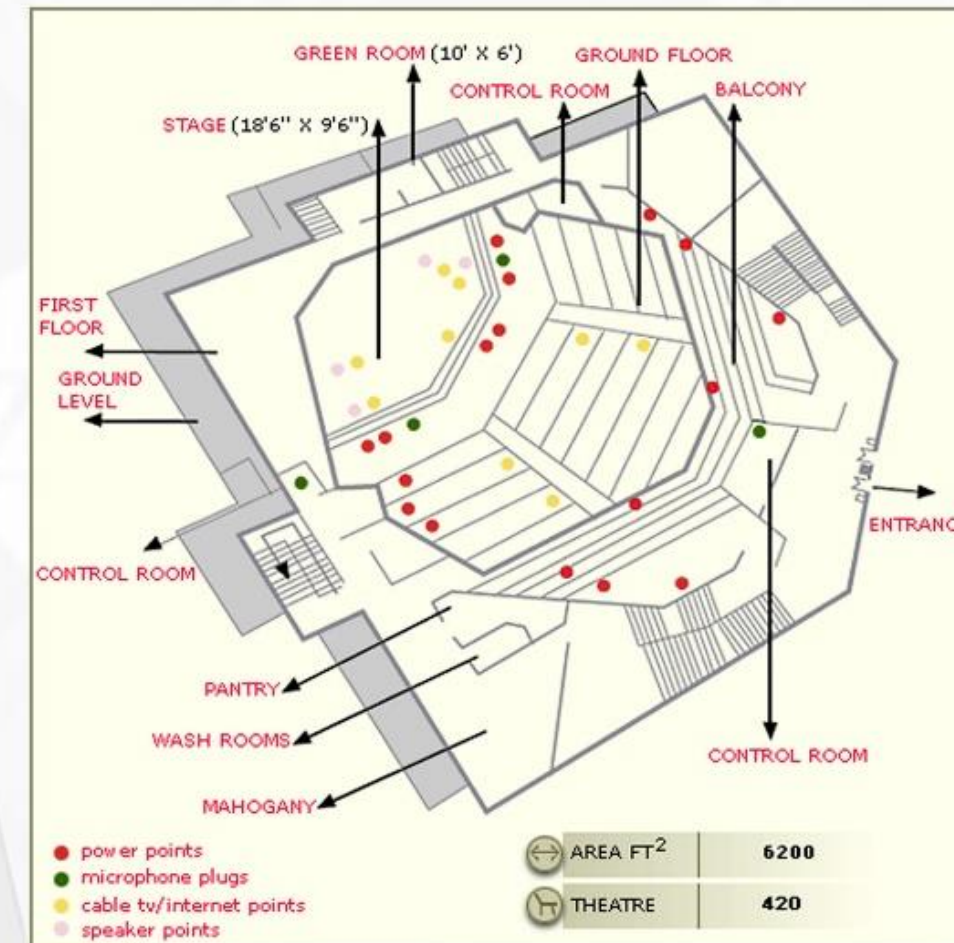 GREEN ROOM (10' X 6')
GROUND FLOOR
CONTROL ROOM
BALCONY
STAGE (18'6" X 9'6")
FIRST
FLOOR
GROUND
LEVEL
ENTRANC
CONTROL ROOM
PANTRY
WASH ROOMS
CONTROL ROOM
MAHOGANY
power points
microphone plugs
cable tv/internet points
speaker points
AREA FT² 6200
THEATRE 420